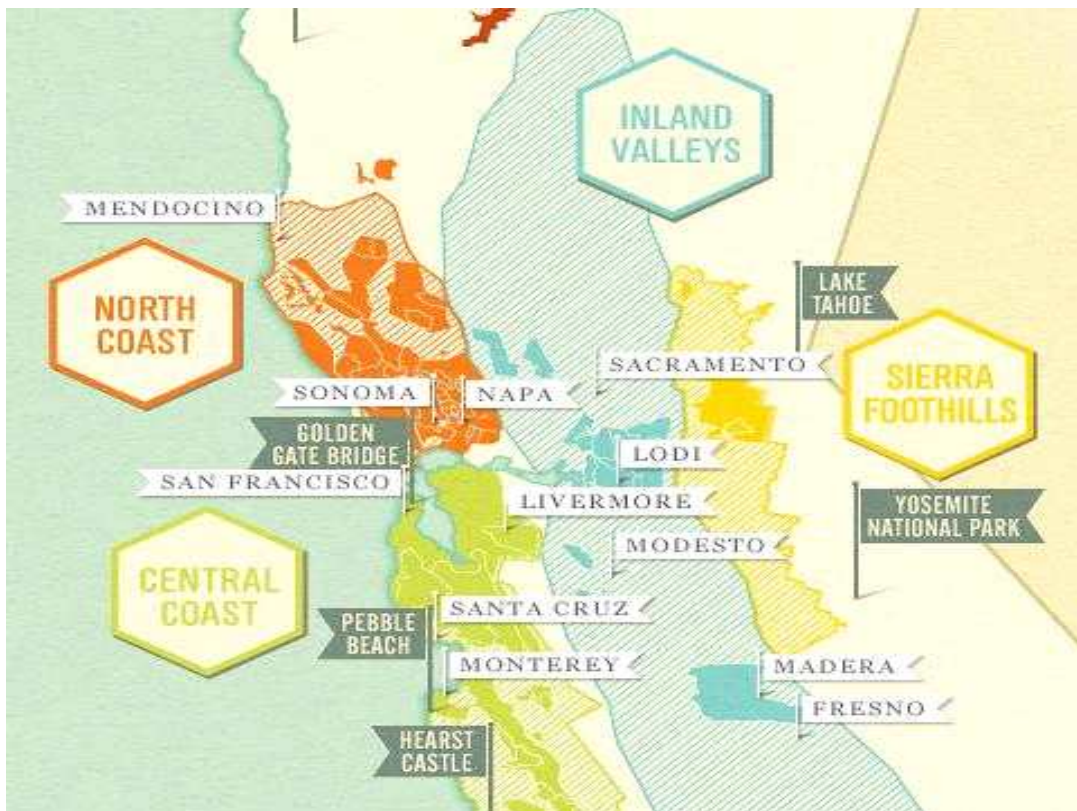 INLAND
VALLEYS
MENDOCINO
NORTH
COAST
LAKE
TAHOE
SACRAMENTO
SIERRA
FOOTHILLS
SONOMA
NAPA
GOLDEN
GATE BRIDGE
LODI
SAN FRANCISCO
LIVERMORE
YOSEMITE
NATIONAL PARK
MODESTO
CENTRAL
COAST
SANTA CRUZ
PEBBLE
BEACH
MONTEREY
MADERA
FRESNO
HEARST
CASTLE